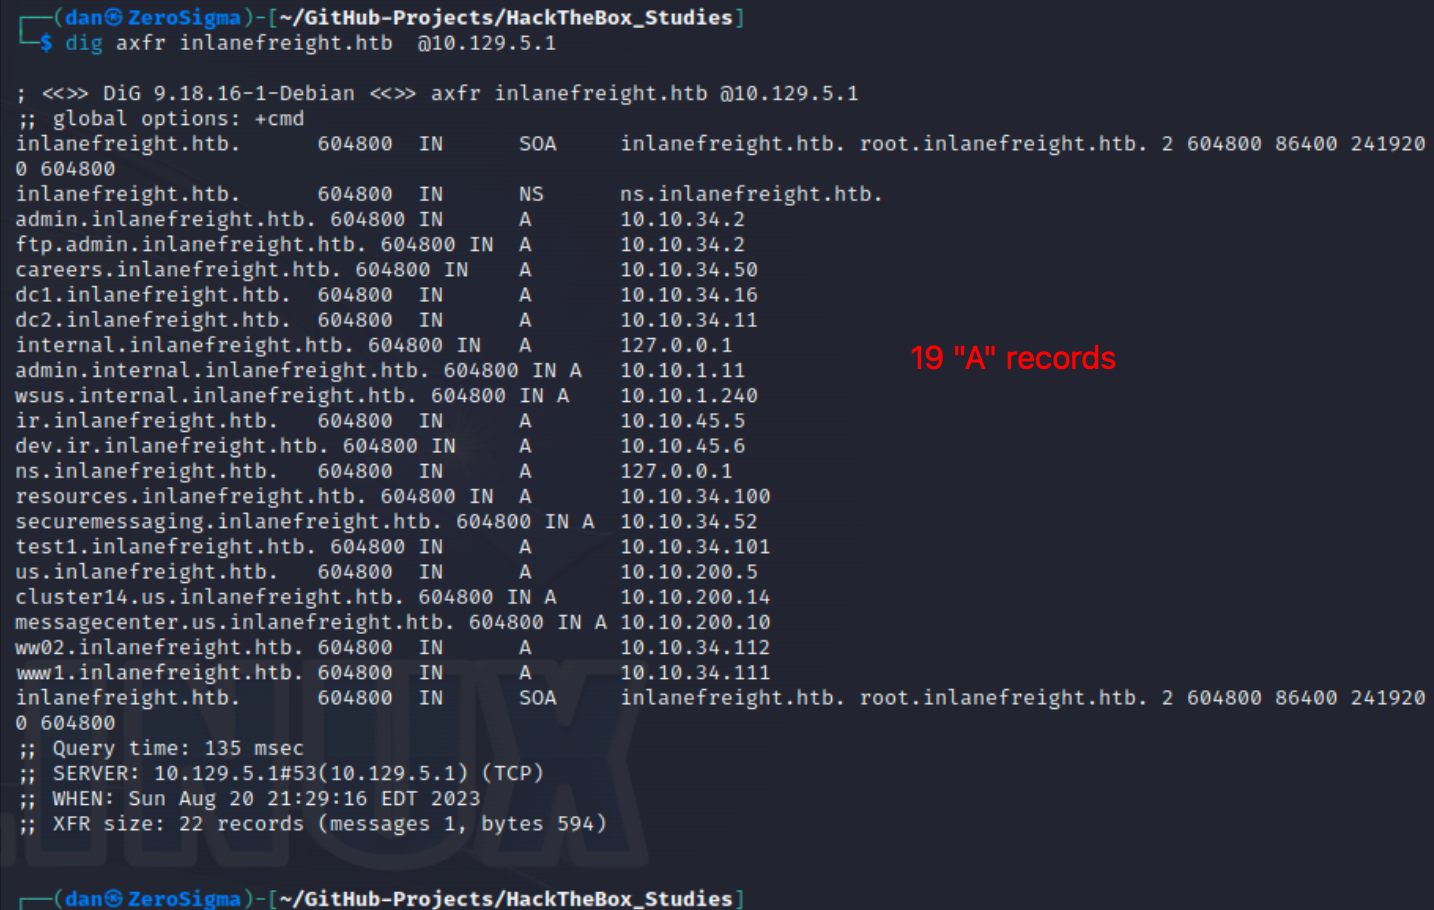 ┌──(dan㉿ZeroSigma)-[~/GitHub-Projects/HackTheBox_Studies]
└─$ dig axfr inlanefreight.htb  @10.129.5.1
; <<>> DiG 9.18.16-1-Debian <<>> axfr inlanefreight.htb @10.129.5.1
;; global options: +cmd
inlanefreight.htb.      604800  IN      SOA     inlanefreight.htb. root.inlanefreight.htb. 2 604800 86400 241920
0 604800
inlanefreight.htb.      604800  IN      NS      ns.inlanefreight.htb.
admin.inlanefreight.htb. 604800 IN      A       10.10.34.2
ftp.admin.inlanefreight.htb. 604800 IN  A       10.10.34.2
careers.inlanefreight.htb. 604800 IN    A       10.10.34.50
dc1.inlanefreight.htb.  604800  IN      A       10.10.34.16
dc2.inlanefreight.htb.  604800  IN      A       10.10.34.11
internal.inlanefreight.htb. 604800 IN   A       127.0.0.1
19 "A" records
admin.internal.inlanefreight.htb. 604800 IN A   10.10.1.11
wsus.internal.inlanefreight.htb. 604800 IN A    10.10.1.240
ir.inlanefreight.htb.   604800  IN      A       10.10.45.5
dev.ir.inlanefreight.htb. 604800 IN     A       10.10.45.6
ns.inlanefreight.htb.   604800  IN      A       127.0.0.1
resources.inlanefreight.htb. 604800 IN  A       10.10.34.100
securemessaging.inlanefreight.htb. 604800 IN A  10.10.34.52
test1.inlanefreight.htb. 604800 IN      A       10.10.34.101
us.inlanefreight.htb.   604800  IN      A       10.10.200.5
cluster14.us.inlanefreight.htb. 604800 IN A     10.10.200.14
messagecenter.us.inlanefreight.htb. 604800 IN A 10.10.200.10
ww02.inlanefreight.htb. 604800  IN      A       10.10.34.112
www1.inlanefreight.htb. 604800  IN      A       10.10.34.111
inlanefreight.htb.      604800  IN      SOA     inlanefreight.htb. root.inlanefreight.htb. 2 604800 86400 241920
0 604800
;; Query time: 135 msec
;; SERVER: 10.129.5.1#53(10.129.5.1) (TCP)
;; WHEN: Sun Aug 20 21:29:16 EDT 2023
;; XFR size: 22 records (messages 1, bytes 594)
┌──(dan㉿ZeroSigma)-[~/GitHub-Projects/HackTheBox_Studies]